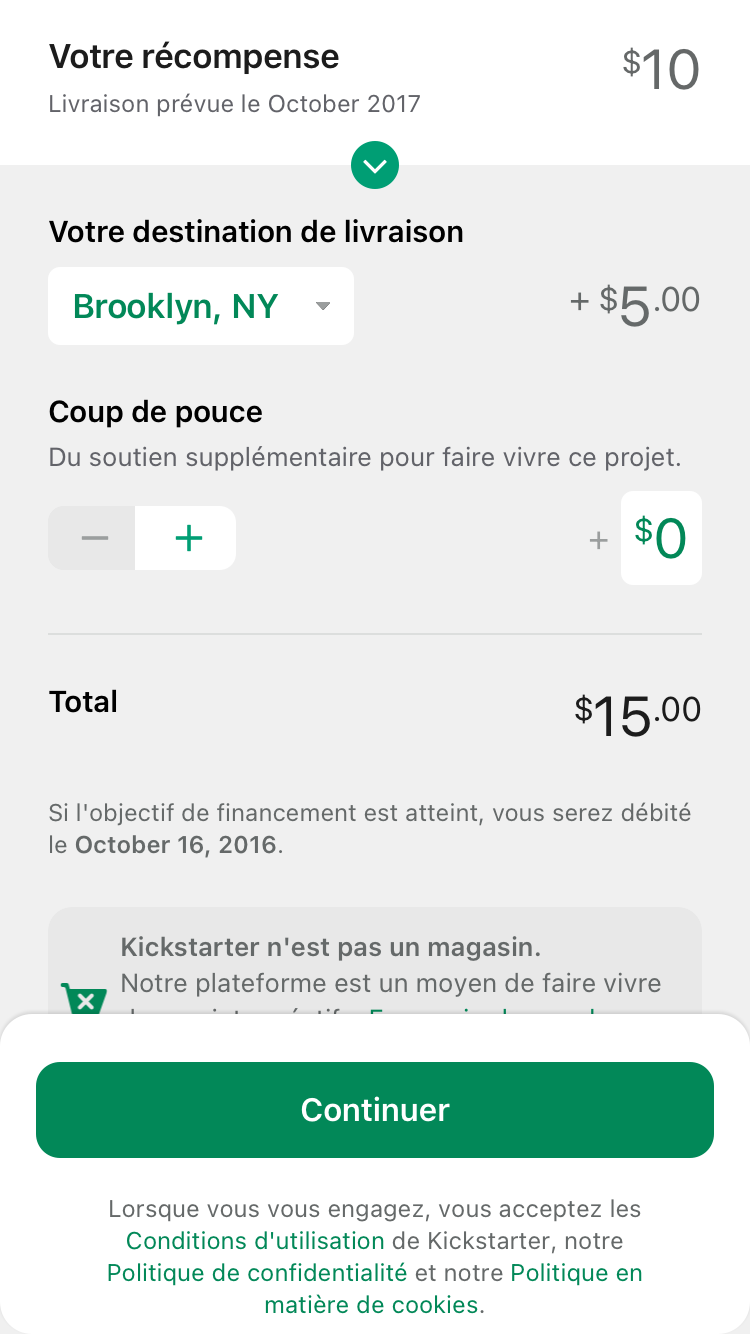 Votre récompense
$10
Livraison prévue le October 2017
Votre destination de livraison
Brooklyn, NY
+ $5.00
Coup de pouce
Du soutien supplémentaire pour faire vivre ce projet.
− +
+ $0
Total
$15.00
Si l'objectif de financement est atteint, vous serez débité
le October 16, 2016.
Kickstarter n'est pas un magasin.
Notre plateforme est un moyen de faire vivre
Continuer
Lorsque vous vous engagez, vous acceptez les
Conditions d'utilisation de Kickstarter, notre
Politique de confidentialité et notre Politique en
matière de cookies.